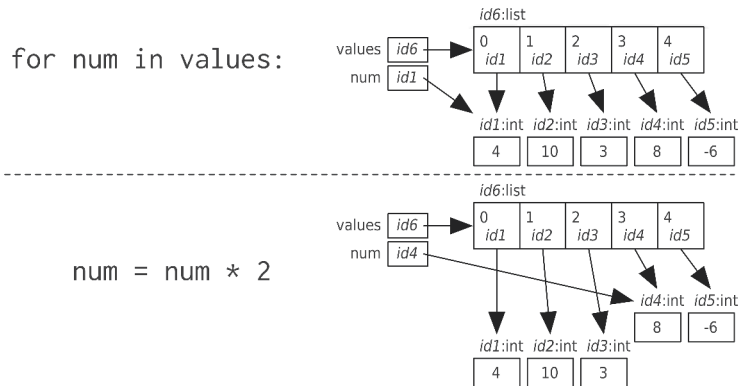 id6:list
for num in values:
values id6
num id1
0 1 2 3 4
id1 id2 id3 id4 id5
id1:int id2:int id3:int id4:int id5:int
4 10 3 8 -6
id6:list
num = num * 2
values id6
num id4
0 1 2 3 4
id1 id2 id3 id4 id5
id4:int id5:int
8 -6
id1:int id2:int id3:int
4 10 3